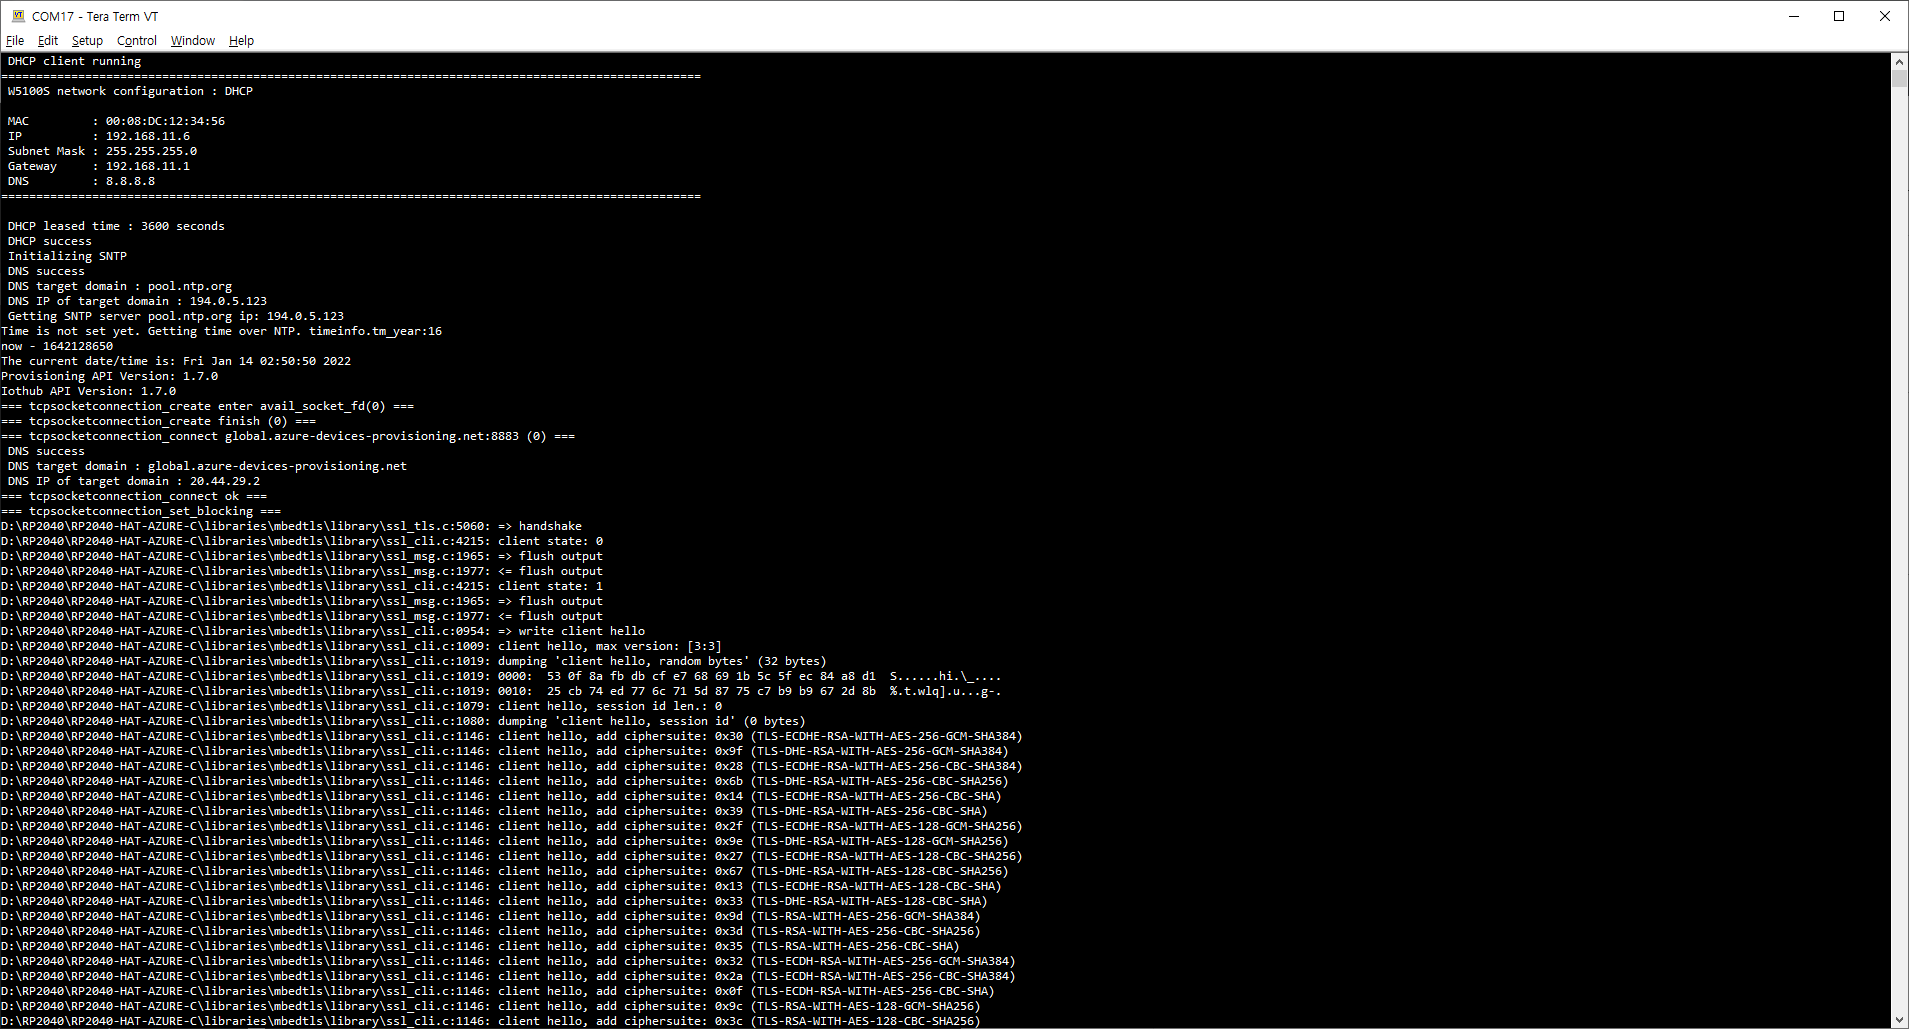 COM17 - Tera Term VT
File Edit Setup Control Window Help
DHCP client running
====================================================================================================
W5100S network configuration : DHCP
MAC : 00:08:DC:12:34:56
IP : 192.168.11.6
Subnet Mask : 255.255.255.0
Gateway : 192.168.11.1
DNS : 8.8.8.8
====================================================================================================
DHCP leased time : 3600 seconds
DHCP success
Initializing SNTP
DNS success
DNS target domain : pool.ntp.org
DNS IP of target domain : 194.0.5.123
Getting SNTP server pool.ntp.org ip: 194.0.5.123
Time is not set yet. Getting time over NTP. timeinfo.tm_year:16
now - 1642128650
The current date/time is: Fri Jan 14 02:50:50 2022
Provisioning API Version: 1.7.0
Iothub API Version: 1.7.0
=== tcpsocketconnection_create enter avail_socket_fd(0) ===
=== tcpsocketconnection_create finish (0) ===
=== tcpsocketconnection_connect global.azure-devices-provisioning.net:8883 (0) ===
DNS success
DNS target domain : global.azure-devices-provisioning.net
DNS IP of target domain : 20.44.29.2
=== tcpsocketconnection_connect ok ===
=== tcpsocketconnection_set_blocking ===
D:\RP2040\RP2040-HAT-AZURE-C\libraries\mbedtls\library\ssl_tls.c:5060: => handshake
D:\RP2040\RP2040-HAT-AZURE-C\libraries\mbedtls\library\ssl_cli.c:4215: client state: 0
D:\RP2040\RP2040-HAT-AZURE-C\libraries\mbedtls\library\ssl_msg.c:1965: => flush output
D:\RP2040\RP2040-HAT-AZURE-C\libraries\mbedtls\library\ssl_msg.c:1977: <= flush output
D:\RP2040\RP2040-HAT-AZURE-C\libraries\mbedtls\library\ssl_cli.c:4215: client state: 1
D:\RP2040\RP2040-HAT-AZURE-C\libraries\mbedtls\library\ssl_msg.c:1965: => flush output
D:\RP2040\RP2040-HAT-AZURE-C\libraries\mbedtls\library\ssl_msg.c:1977: <= flush output
D:\RP2040\RP2040-HAT-AZURE-C\libraries\mbedtls\library\ssl_cli.c:0954: => write client hello
D:\RP2040\RP2040-HAT-AZURE-C\libraries\mbedtls\library\ssl_cli.c:1009: client hello, max version: [3:3]
D:\RP2040\RP2040-HAT-AZURE-C\libraries\mbedtls\library\ssl_cli.c:1019: dumping 'client hello, random bytes' (32 bytes)
D:\RP2040\RP2040-HAT-AZURE-C\libraries\mbedtls\library\ssl_cli.c:1019: 0000:  53 0f 8a fb db cf e7 68 69 1b 5c 5f ec 84 a8 d1  S......hi.\_....
D:\RP2040\RP2040-HAT-AZURE-C\libraries\mbedtls\library\ssl_cli.c:1019: 0010:  25 cb 74 ed 77 6c 71 5d 87 75 c7 b9 b9 67 2d 8b  %.t.wlq].u...g-.
D:\RP2040\RP2040-HAT-AZURE-C\libraries\mbedtls\library\ssl_cli.c:1079: client hello, session id len.: 0
D:\RP2040\RP2040-HAT-AZURE-C\libraries\mbedtls\library\ssl_cli.c:1080: dumping 'client hello, session id' (0 bytes)
D:\RP2040\RP2040-HAT-AZURE-C\libraries\mbedtls\library\ssl_cli.c:1146: client hello, add ciphersuite: 0x30 (TLS-ECDHE-RSA-WITH-AES-256-GCM-SHA384)
D:\RP2040\RP2040-HAT-AZURE-C\libraries\mbedtls\library\ssl_cli.c:1146: client hello, add ciphersuite: 0x9f (TLS-DHE-RSA-WITH-AES-256-GCM-SHA384)
D:\RP2040\RP2040-HAT-AZURE-C\libraries\mbedtls\library\ssl_cli.c:1146: client hello, add ciphersuite: 0x28 (TLS-ECDHE-RSA-WITH-AES-256-CBC-SHA384)
D:\RP2040\RP2040-HAT-AZURE-C\libraries\mbedtls\library\ssl_cli.c:1146: client hello, add ciphersuite: 0x6b (TLS-DHE-RSA-WITH-AES-256-CBC-SHA256)
D:\RP2040\RP2040-HAT-AZURE-C\libraries\mbedtls\library\ssl_cli.c:1146: client hello, add ciphersuite: 0x14 (TLS-ECDHE-RSA-WITH-AES-256-CBC-SHA)
D:\RP2040\RP2040-HAT-AZURE-C\libraries\mbedtls\library\ssl_cli.c:1146: client hello, add ciphersuite: 0x39 (TLS-DHE-RSA-WITH-AES-256-CBC-SHA)
D:\RP2040\RP2040-HAT-AZURE-C\libraries\mbedtls\library\ssl_cli.c:1146: client hello, add ciphersuite: 0x2f (TLS-ECDHE-RSA-WITH-AES-128-GCM-SHA256)
D:\RP2040\RP2040-HAT-AZURE-C\libraries\mbedtls\library\ssl_cli.c:1146: client hello, add ciphersuite: 0x9e (TLS-DHE-RSA-WITH-AES-128-GCM-SHA256)
D:\RP2040\RP2040-HAT-AZURE-C\libraries\mbedtls\library\ssl_cli.c:1146: client hello, add ciphersuite: 0x27 (TLS-ECDHE-RSA-WITH-AES-128-CBC-SHA256)
D:\RP2040\RP2040-HAT-AZURE-C\libraries\mbedtls\library\ssl_cli.c:1146: client hello, add ciphersuite: 0x67 (TLS-DHE-RSA-WITH-AES-128-CBC-SHA256)
D:\RP2040\RP2040-HAT-AZURE-C\libraries\mbedtls\library\ssl_cli.c:1146: client hello, add ciphersuite: 0x13 (TLS-ECDHE-RSA-WITH-AES-128-CBC-SHA)
D:\RP2040\RP2040-HAT-AZURE-C\libraries\mbedtls\library\ssl_cli.c:1146: client hello, add ciphersuite: 0x33 (TLS-DHE-RSA-WITH-AES-128-CBC-SHA)
D:\RP2040\RP2040-HAT-AZURE-C\libraries\mbedtls\library\ssl_cli.c:1146: client hello, add ciphersuite: 0x9d (TLS-RSA-WITH-AES-256-GCM-SHA384)
D:\RP2040\RP2040-HAT-AZURE-C\libraries\mbedtls\library\ssl_cli.c:1146: client hello, add ciphersuite: 0x3d (TLS-RSA-WITH-AES-256-CBC-SHA256)
D:\RP2040\RP2040-HAT-AZURE-C\libraries\mbedtls\library\ssl_cli.c:1146: client hello, add ciphersuite: 0x35 (TLS-RSA-WITH-AES-256-CBC-SHA)
D:\RP2040\RP2040-HAT-AZURE-C\libraries\mbedtls\library\ssl_cli.c:1146: client hello, add ciphersuite: 0x32 (TLS-ECDH-RSA-WITH-AES-256-GCM-SHA384)
D:\RP2040\RP2040-HAT-AZURE-C\libraries\mbedtls\library\ssl_cli.c:1146: client hello, add ciphersuite: 0x2a (TLS-ECDH-RSA-WITH-AES-256-CBC-SHA384)
D:\RP2040\RP2040-HAT-AZURE-C\libraries\mbedtls\library\ssl_cli.c:1146: client hello, add ciphersuite: 0x0f (TLS-ECDH-RSA-WITH-AES-256-CBC-SHA)
D:\RP2040\RP2040-HAT-AZURE-C\libraries\mbedtls\library\ssl_cli.c:1146: client hello, add ciphersuite: 0x9c (TLS-RSA-WITH-AES-128-GCM-SHA256)
D:\RP2040\RP2040-HAT-AZURE-C\libraries\mbedtls\library\ssl_cli.c:1146: client hello, add ciphersuite: 0x3c (TLS-RSA-WITH-AES-128-CBC-SHA256)